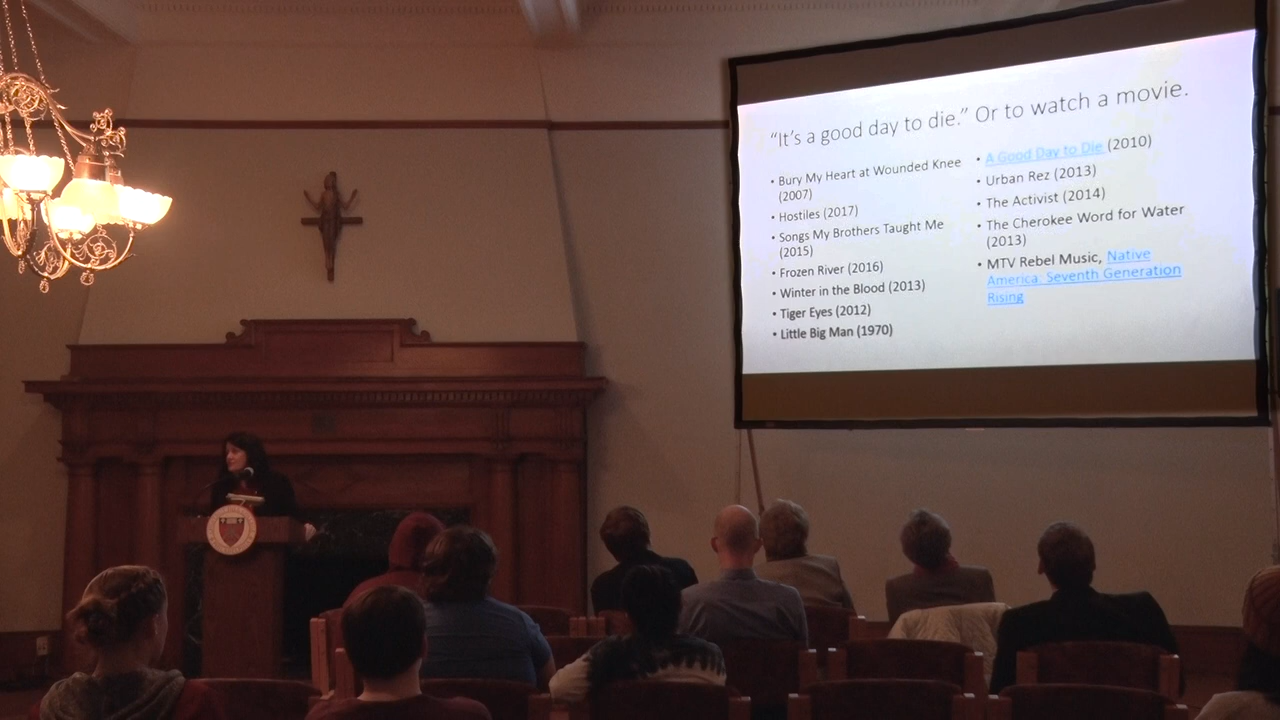 “It’s a good day to die.” Or to watch a movie.
• Bury My Heart at Wounded Knee
(2007)
• Hostiles (2017)
• Songs My Brothers Taught Me
(2015)
• Frozen River (2016)
• Winter in the Blood (2013)
• Tiger Eyes (2012)
• Little Big Man (1970)
• A Good Day to Die (2010)
• Urban Rez (2013)
• The Activist (2014)
• The Cherokee Word for Water
(2013)
• MTV Rebel Music, Native
America: Seventh Generation
Rising